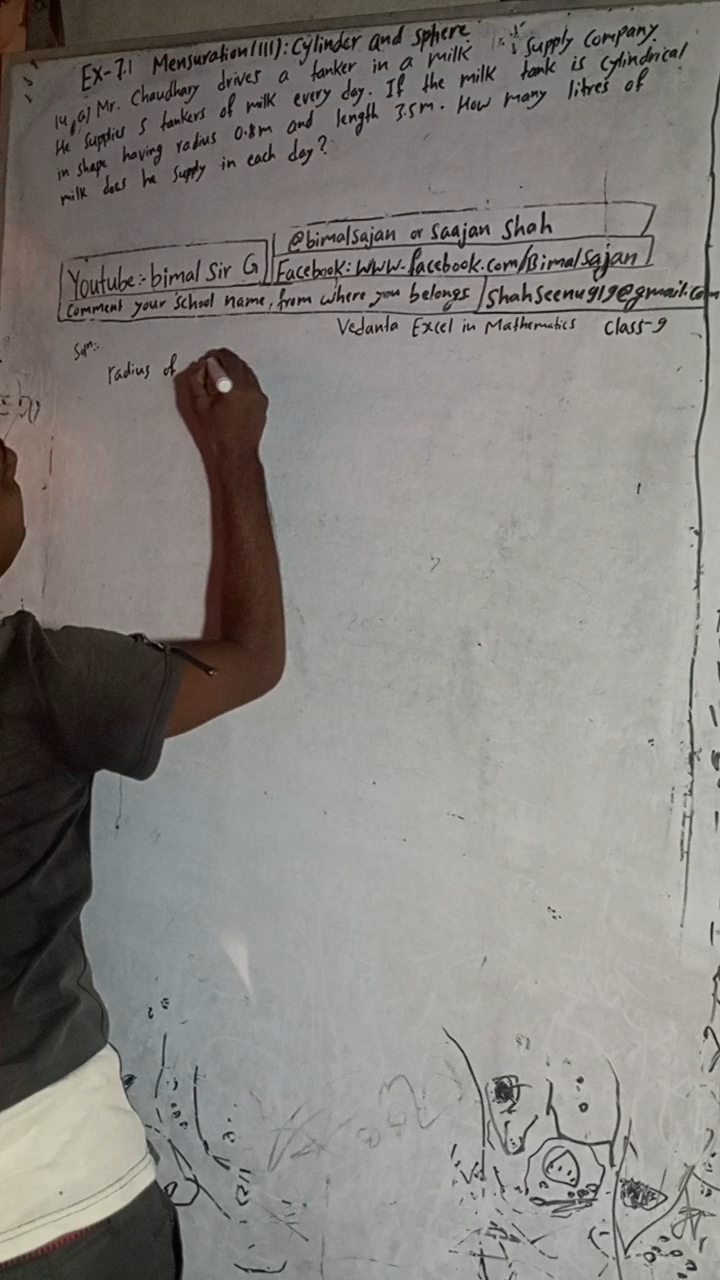 Ex-7.1 Mensuration(III): Cylinder and sphere
14. a) Mr. Chaudhary drives a tanker in a milk supply company.
He supplies 5 tankers of milk every day. If the milk tank is cylindrical
in shape having radius 0.8m and length 3.5m. How many litres of
milk does he supply in each day?
@bimalsajan or Saajan Shah
Youtube:- bimal Sir G
Facebook: www.facebook.com/Bimalsajan
Comment your school name, from where you belongs
shahseenu919@gmail.com
Vedanta Excel in Mathematics Class-9
Solⁿ:
radius of